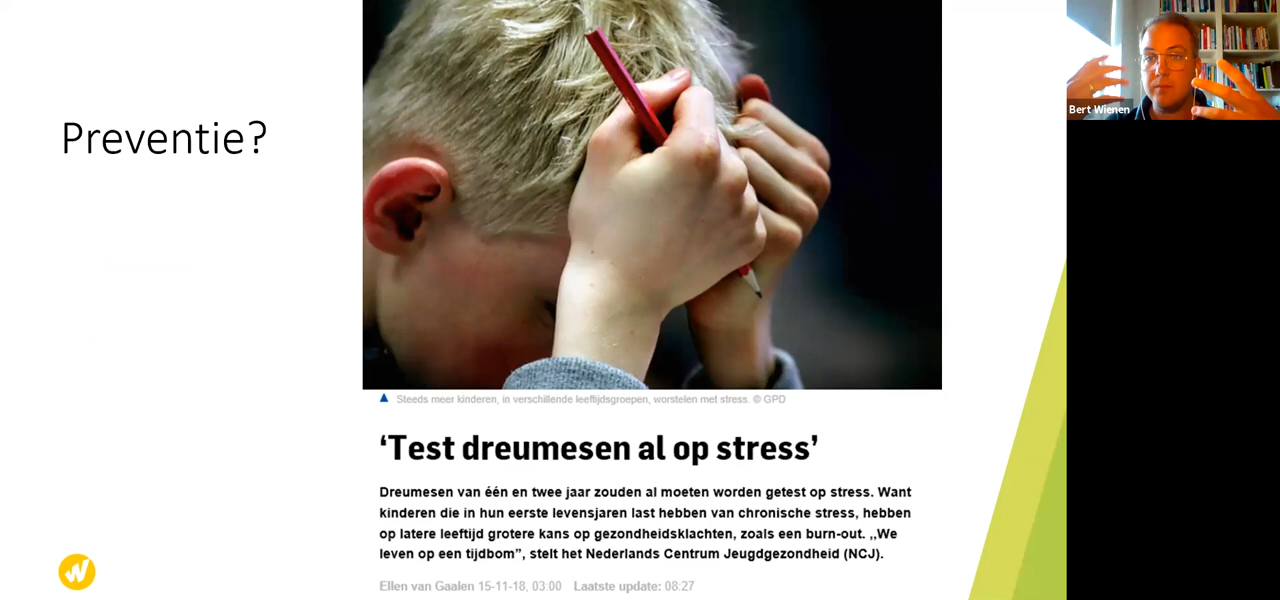 Preventie?
Bert Wienen
Steeds meer kinderen, in verschillende leeftijdsgroepen, worstelen met stress. © GPD
‘Test dreumesen al op stress’
Dreumesen van één en twee jaar zouden al moeten worden getest op stress. Want
kinderen die in hun eerste levensjaren last hebben van chronische stress, hebben
op latere leeftijd grotere kans op gezondheidsklachten, zoals een burn-out. ,,We
leven op een tijdbom”, stelt het Nederlands Centrum Jeugdgezondheid (NCJ).
Ellen van Gaalen 15-11-18, 03:00 Laatste update: 08:27